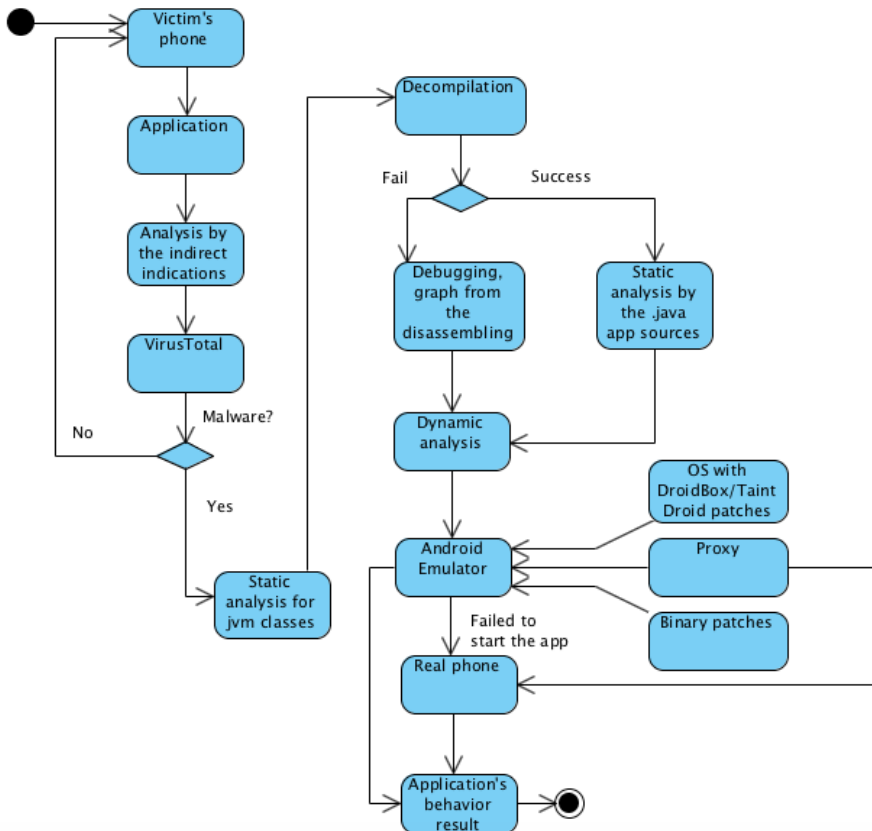 Victim's
phone
Application
Analysis by
the indirect
indications
VirusTotal
Malware?
No
Yes
Static
analysis for
jvm classes
Decompilation
Fail
Success
Debugging,
graph from
the
disassembling
Static
analysis by
the .java
app sources
Dynamic
analysis
OS with
DroidBox/Taint
Droid patches
Android
Emulator
Proxy
Binary patches
Failed to
start the app
Real phone
Application's
behavior
result